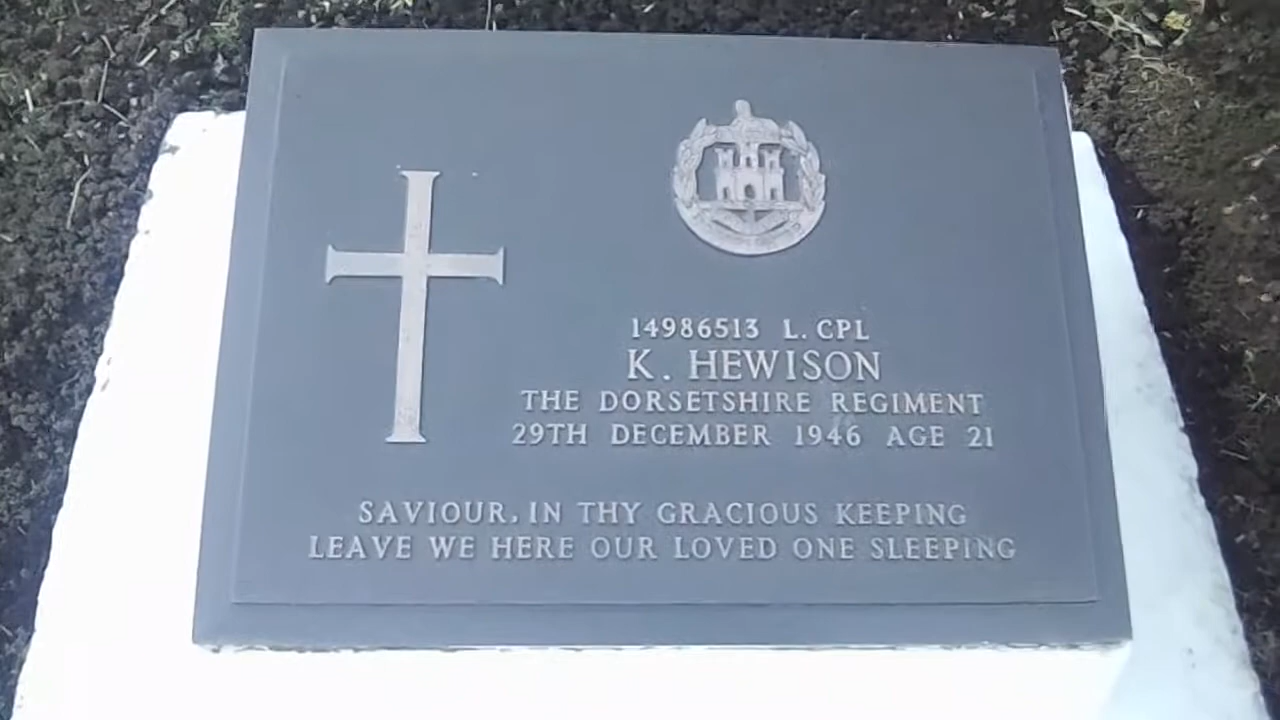 14986513 L. CPL
K. HEWISON
THE DORSETSHIRE REGIMENT
29TH DECEMBER 1946 AGE 21
SAVIOUR, IN THY GRACIOUS KEEPING
LEAVE WE HERE OUR LOVED ONE SLEEPING